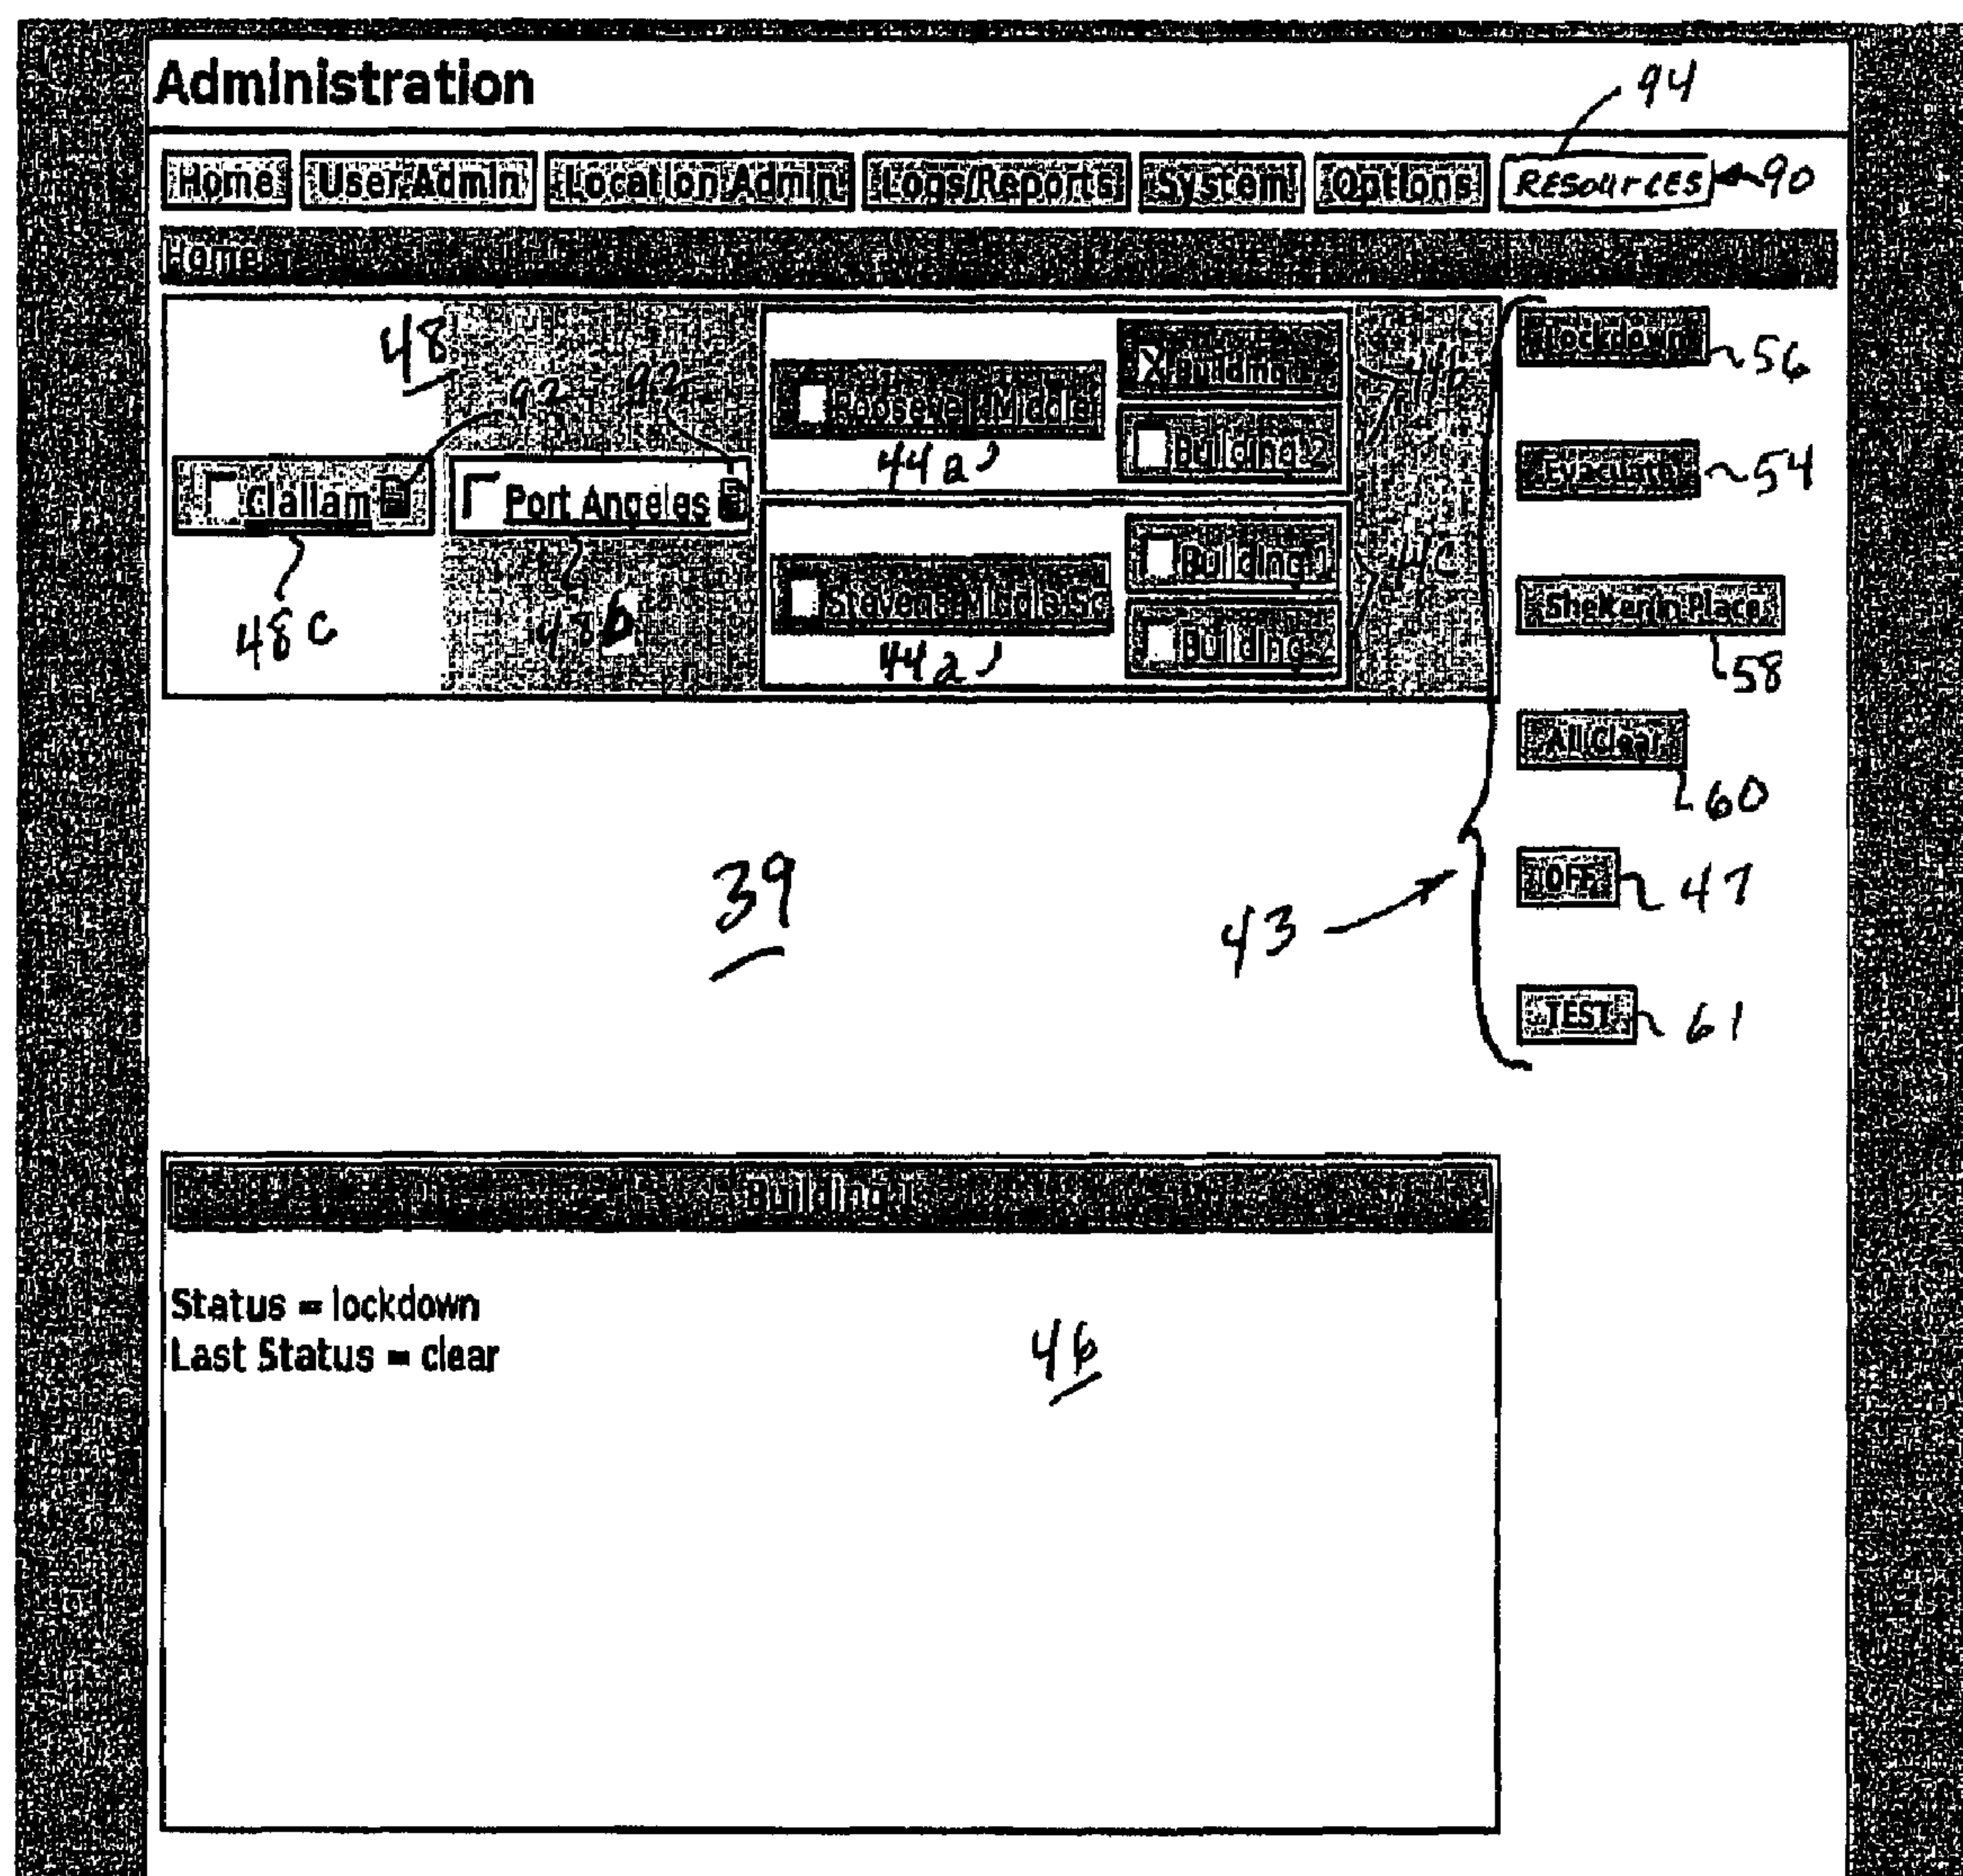 Administration
94
Home User Admin Location Admin Logs/Reports System Options RESOURCES 90
Home
48 92 92
Roosevelt Middle
44a'
X Building 1
Building 2
44b
Clallam Port Angeles
48c 48b
Stevens Middle Sc
44a'
Building 1
Building 2
44c
Lockdown 56
54
Shelter in Place
58
All Clear
60
39
43
OFF 47
TEST 61
Building 1
Status = lockdown
Last Status = clear
46